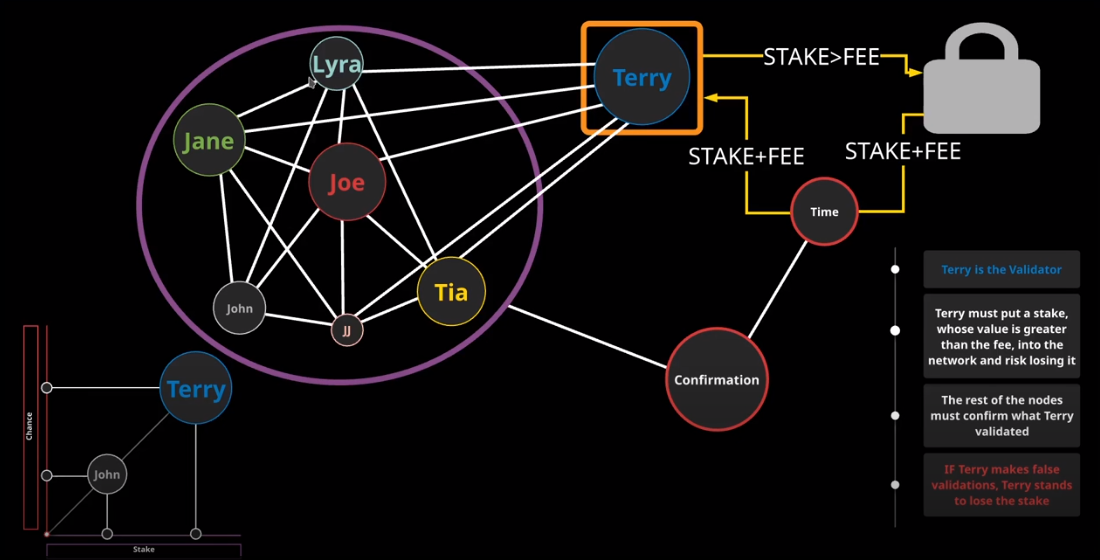 Lyra
Terry
STAKE>FEE
Jane
STAKE+FEE
STAKE+FEE
Joe
Time
Tia
John
JJ
Confirmation
Terry is the Validator
Terry must put a stake,
whose value is greater
than the fee, into the
network and risk losing it
The rest of the nodes
must confirm what Terry
validated
IF Terry makes false
validations, Terry stands
to lose the stake
Chance
Terry
John
Stake